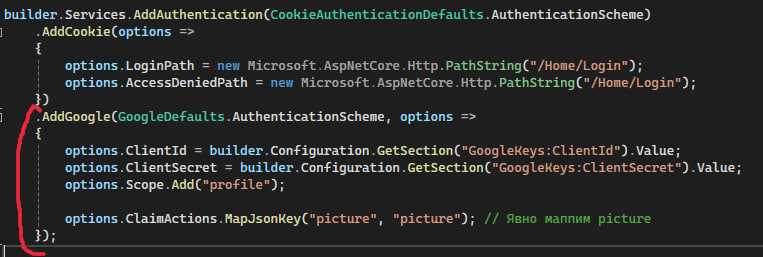 builder.Services.AddAuthentication(CookieAuthenticationDefaults.AuthenticationScheme)
.AddCookie(options =>
{
options.LoginPath = new Microsoft.AspNetCore.Http.PathString("/Home/Login");
options.AccessDeniedPath = new Microsoft.AspNetCore.Http.PathString("/Home/Login");
})
.AddGoogle(GoogleDefaults.AuthenticationScheme, options =>
{
options.ClientId = builder.Configuration.GetSection("GoogleKeys:ClientId").Value;
options.ClientSecret = builder.Configuration.GetSection("GoogleKeys:ClientSecret").Value;
options.Scope.Add("profile");
options.ClaimActions.MapJsonKey("picture", "picture"); // Явно маппим picture
});